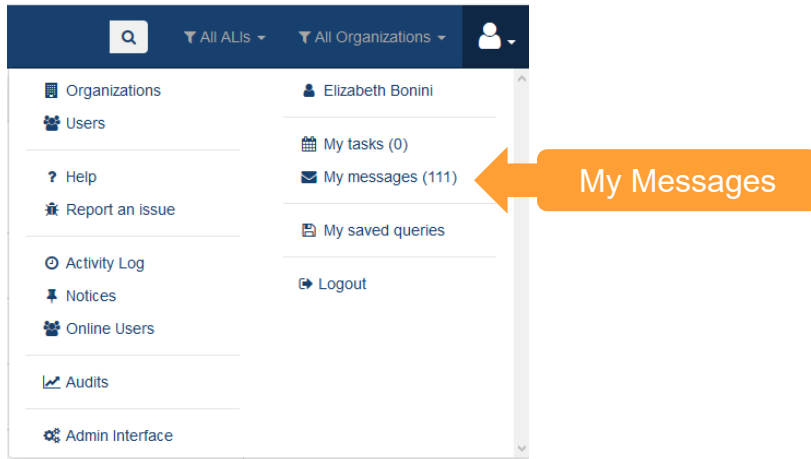 All ALIs
All Organizations
Organizations
Users
? Help
Report an issue
Activity Log
Notices
Online Users
Audits
Admin Interface
Elizabeth Bonini
My tasks (0)
My messages (111)
My saved queries
Logout
My Messages